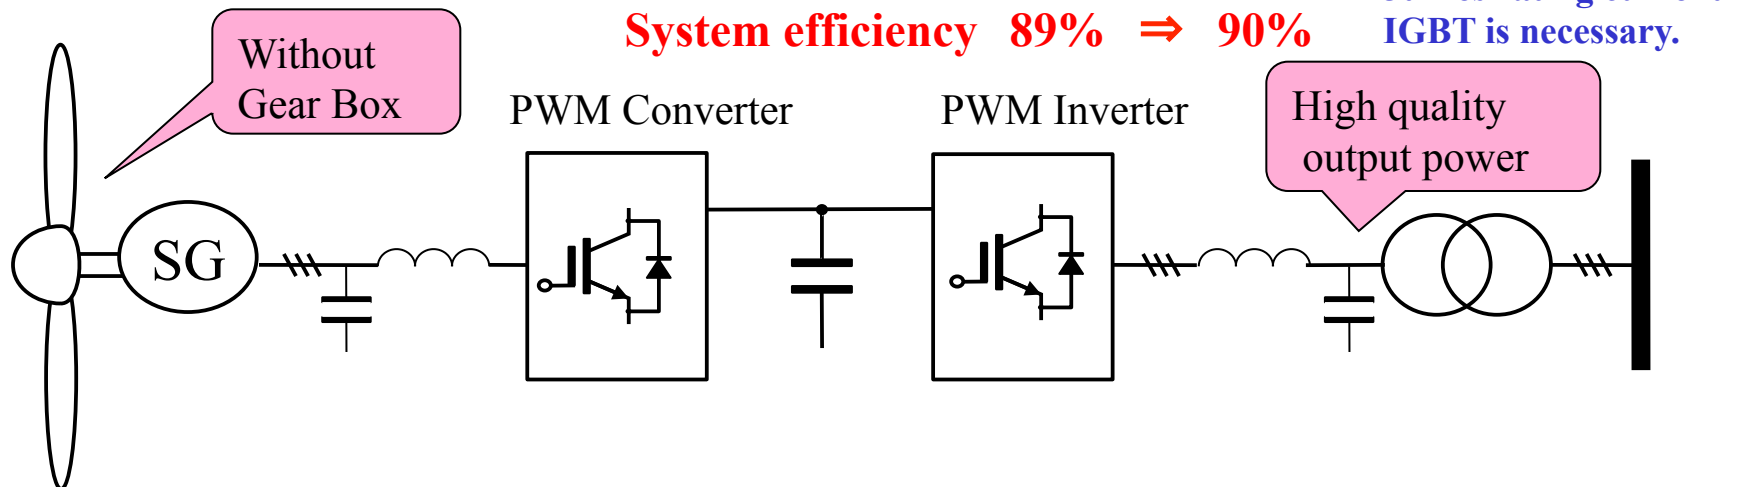 System efficiency 89% ⇒ 90%
IGBT is necessary.
Without
Gear Box
PWM Converter
PWM Inverter
High quality
output power
SG